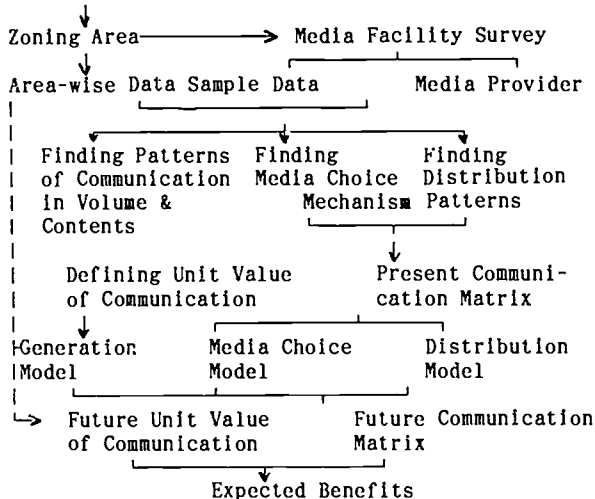 Zoning Area Media Facility Survey
Area-wise Data Sample Data Media Provider
Finding Patterns Finding Finding
of Communication Media Choice Distribution
in Volume & Mechanism Patterns
Contents
Defining Unit Value Present Communi-
of Communication cation Matrix
Generation Media Choice Distribution
Model Model Model
Future Unit Value Future Communication
of Communication Matrix
Expected Benefits